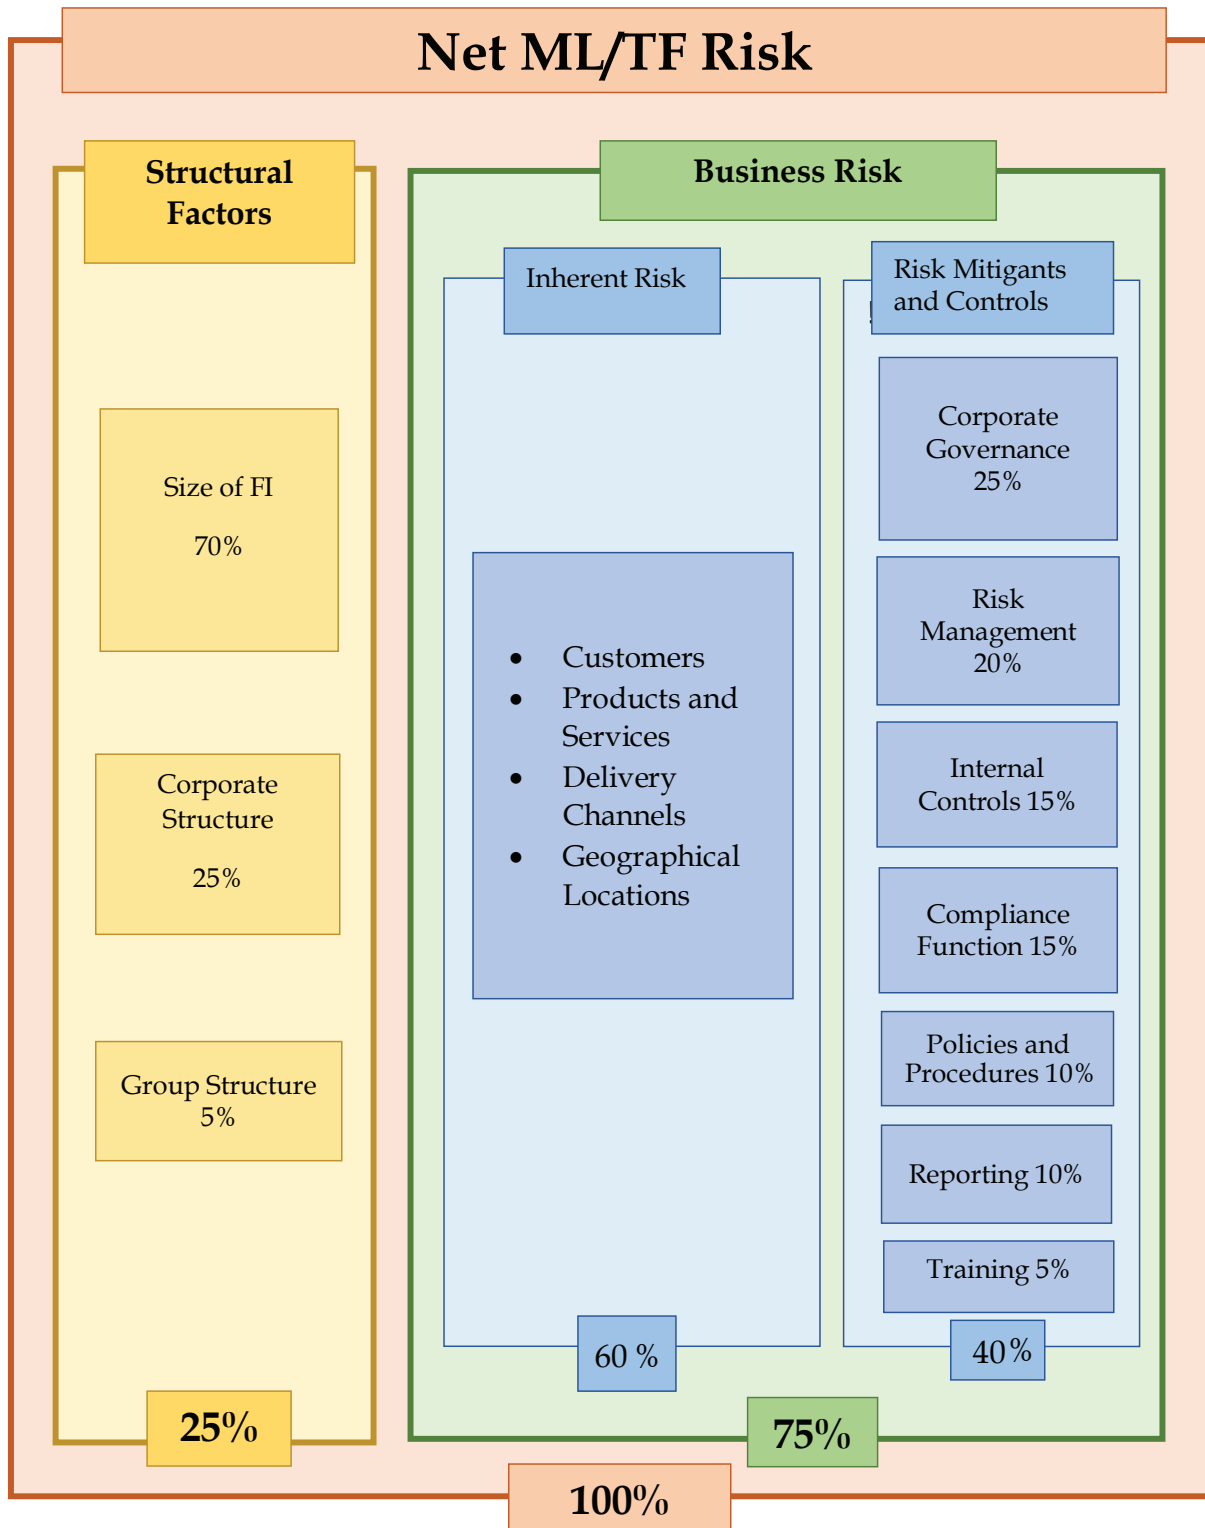 Net ML/TF Risk
Structural
Factors
Size of FI
70%
Corporate
Structure
25%
Group Structure
5%
25%
Business Risk
Inherent Risk
• Customers
• Products and
Services
• Delivery
Channels
• Geographical
Locations
60 %
Risk Mitigants
and Controls
Corporate
Governance
25%
Risk
Management
20%
Internal
Controls 15%
Compliance
Function 15%
Policies and
Procedures 10%
Reporting 10%
Training 5%
40%
75%
100%